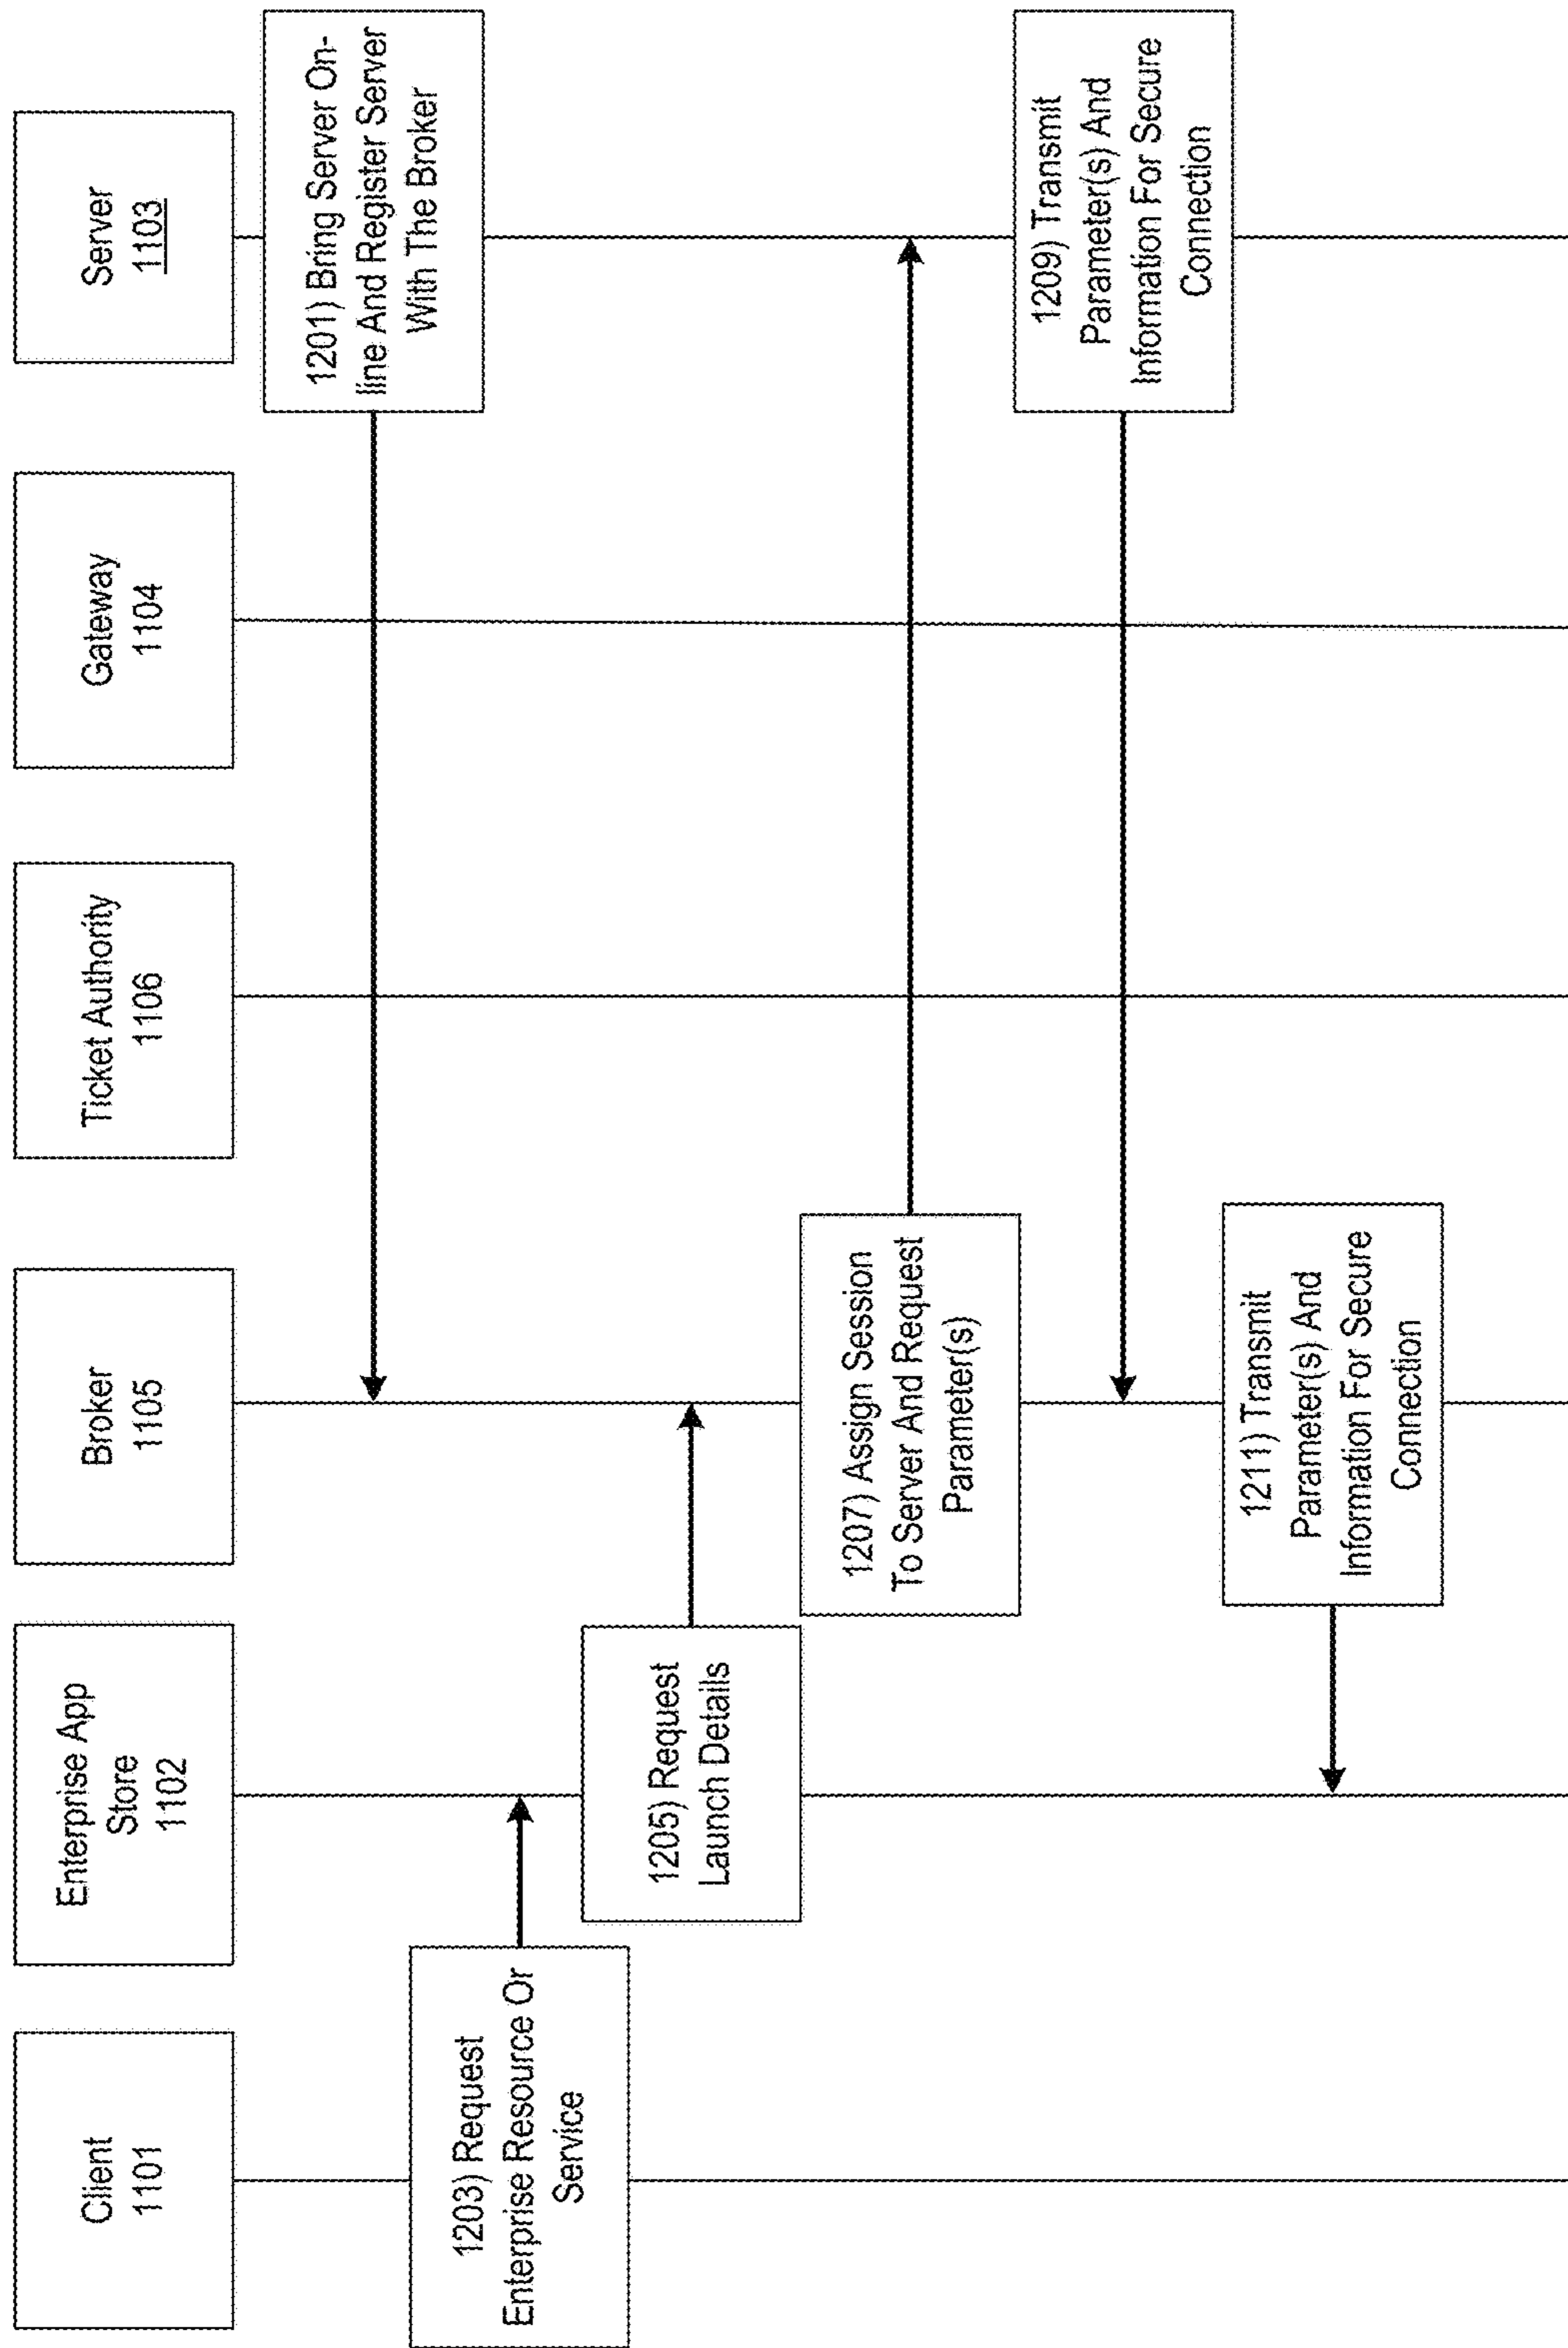 Client
1101
Enterprise App
Store
1102
Broker
1105
Ticket Authority
1106
Gateway
1104
Server
1103
1201) Bring Server On-
line And Register Server
With The Broker
1203) Request
Enterprise Resource Or
Service
1205) Request
Launch Details
1207) Assign Session
To Server And Request
Parameter(s)
1209) Transmit
Parameter(s) And
Information For Secure
Connection
1211) Transmit
Parameter(s) And
Information For Secure
Connection